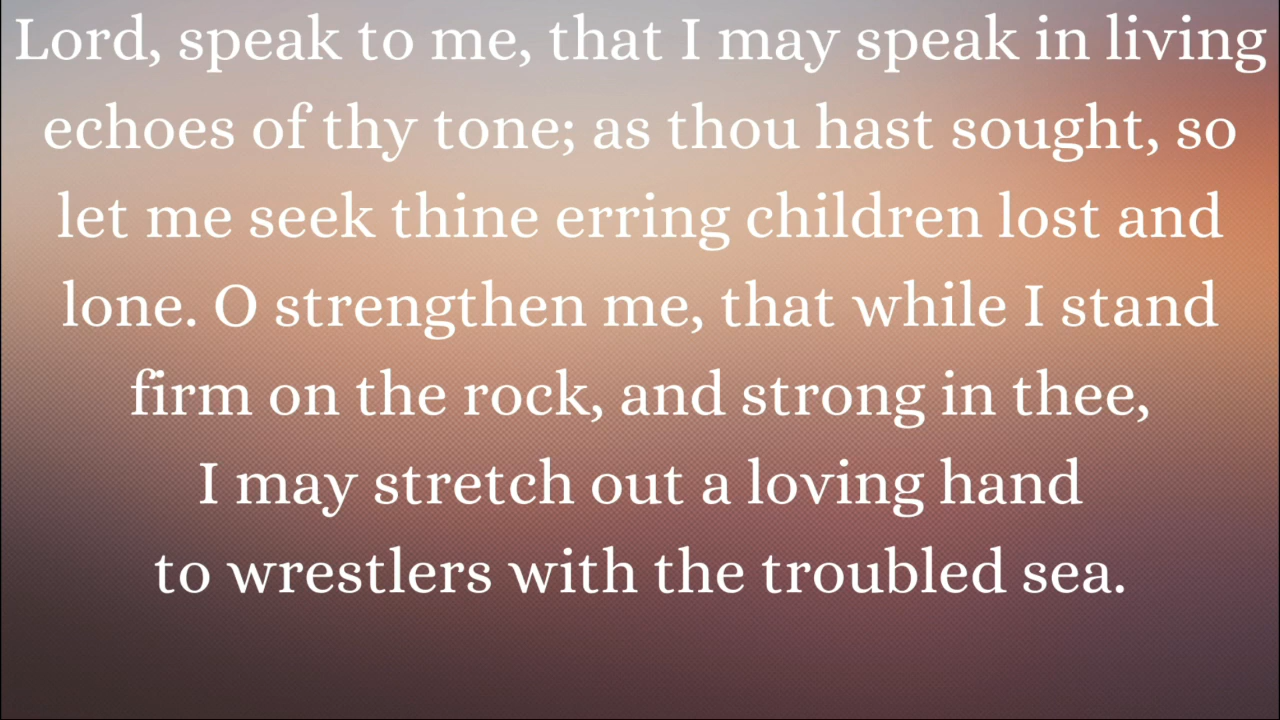 Lord, speak to me, that I may speak in living
echoes of thy tone; as thou hast sought, so
let me seek thine erring children lost and
lone. O strengthen me, that while I stand
firm on the rock, and strong in thee,
I may stretch out a loving hand
to wrestlers with the troubled sea.